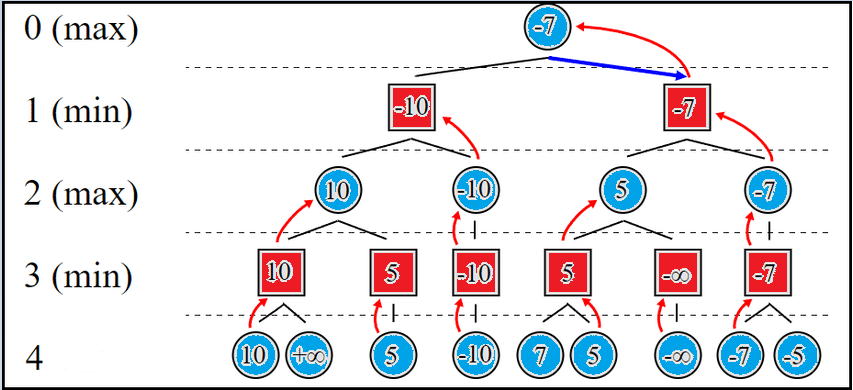 0 (max) -7
1 (min) -10 -7
2 (max) 10 -10 5 -7
3 (min) 10 5 -10 5 -∞ -7
4 10 +∞ 5 -10 7 5 -∞ -7 -5